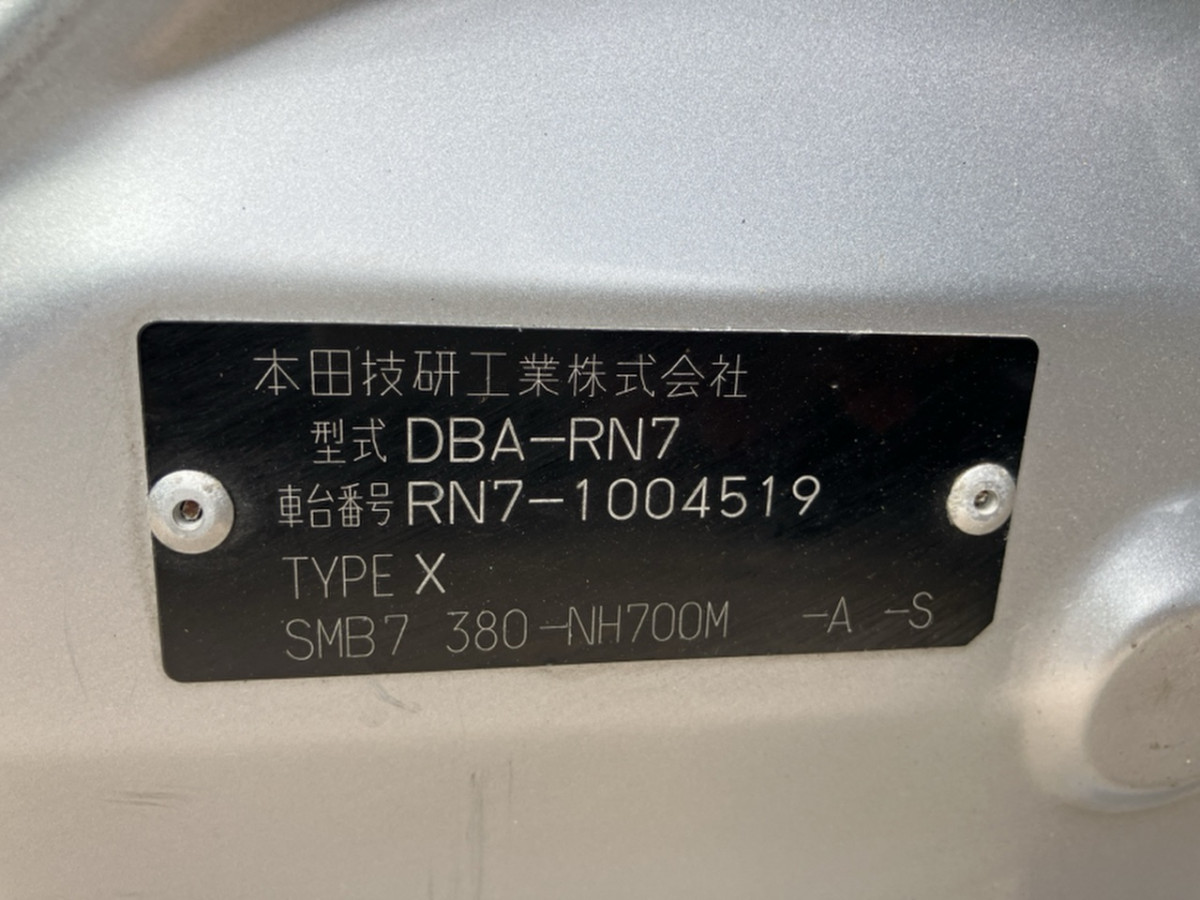 本田技研工業株式会社
型式 DBA-RN7
車台番号 RN7-1004519
TYPE X
SMB7 380-NH700M -A -S